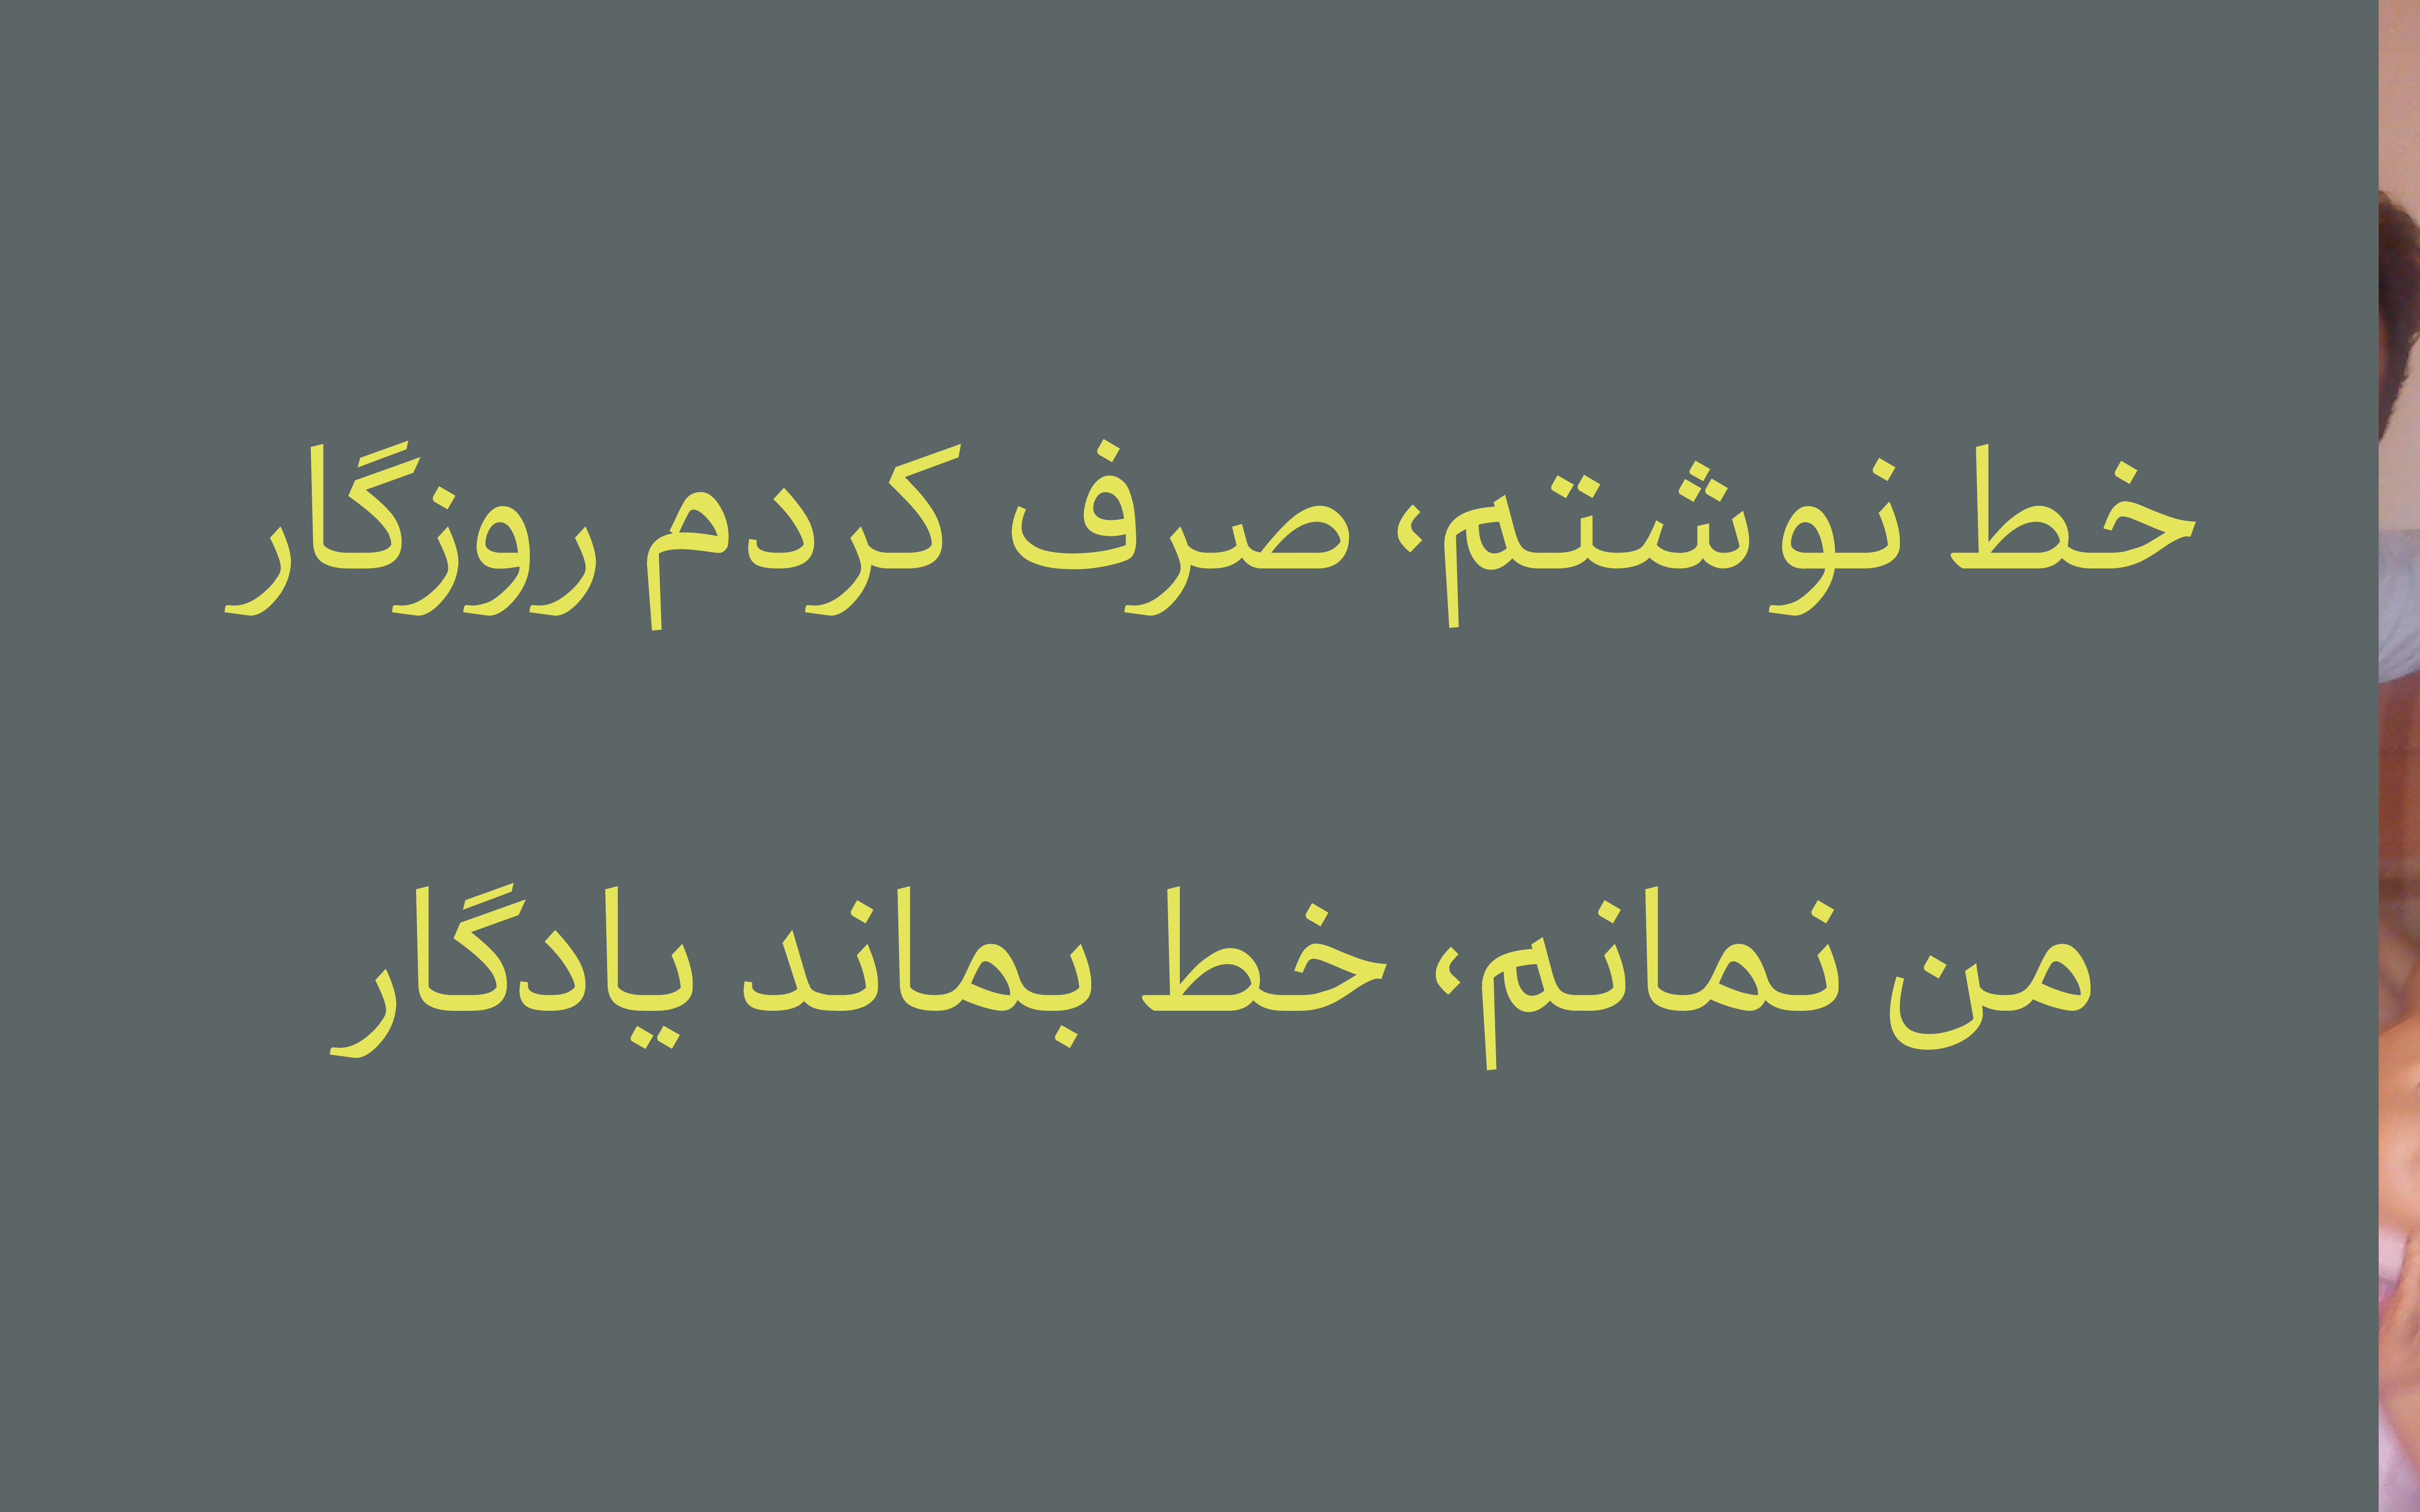 خط نوشتم، صرف کردم روزگار
من نمانم، خط بماند یادگار